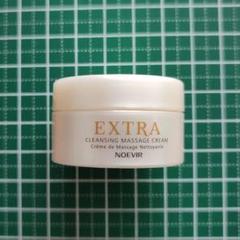 EXTRA
CLEANSING MASSAGE CREAM
Crème de Massage Nettoyante
NOEVIR